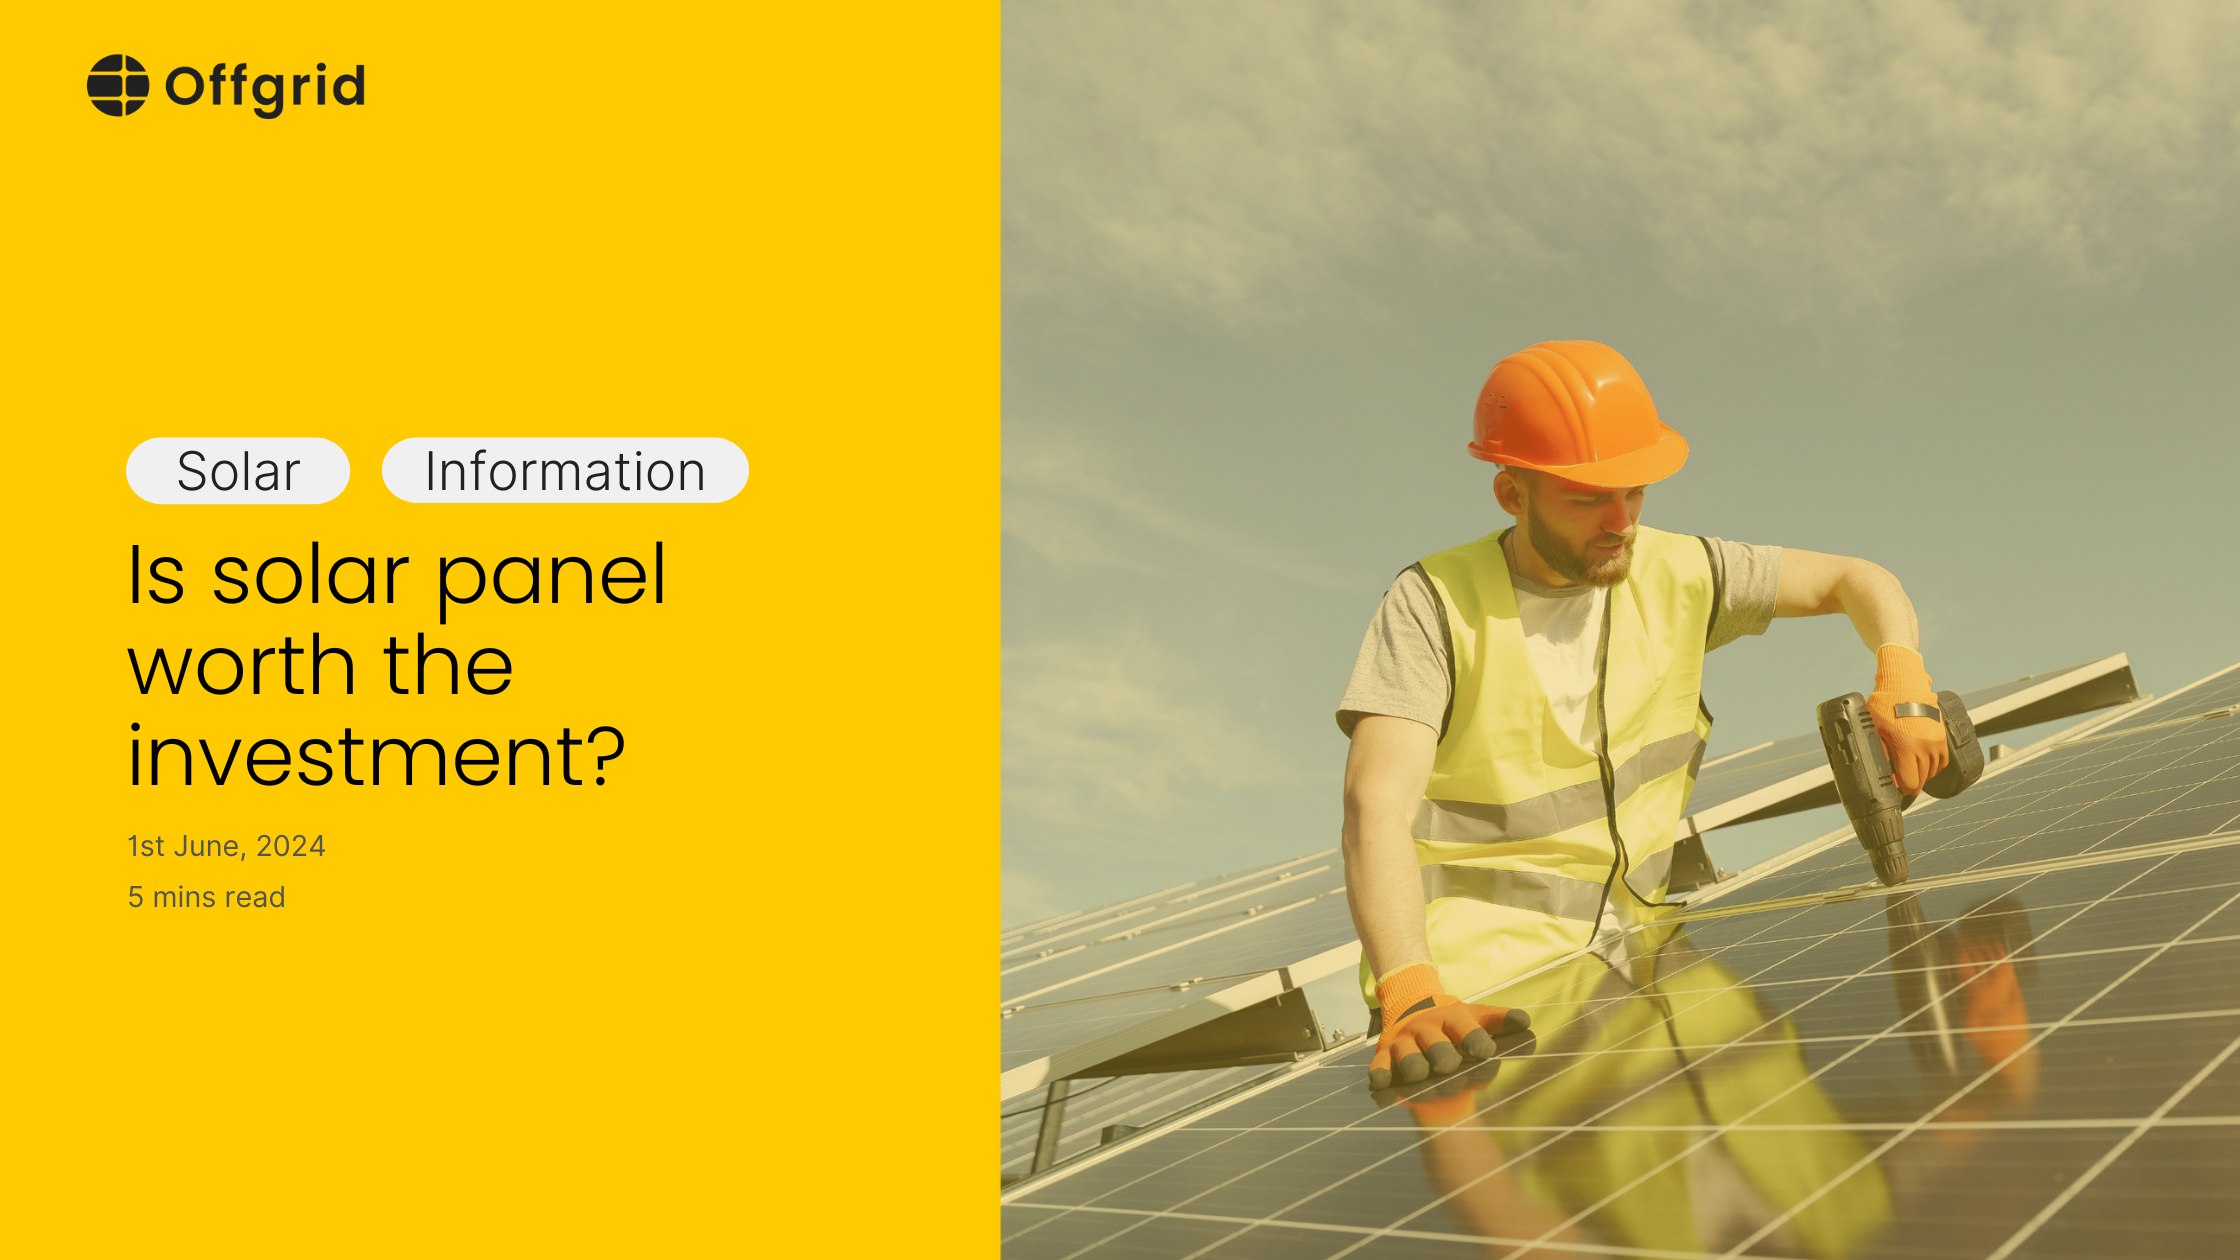 Offgrid
Solar Information
Is solar panel
worth the
investment?
1st June, 2024
5 mins read